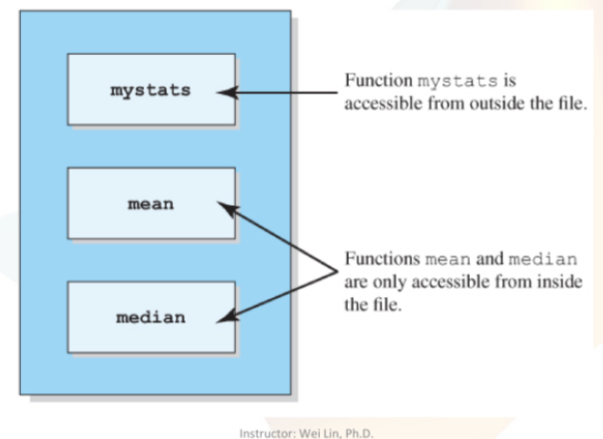 mystats
Function mystats is
accessible from outside the file.
mean
Functions mean and median
are only accessible from inside
the file.
median
Instructor: Wei Lin, Ph.D.